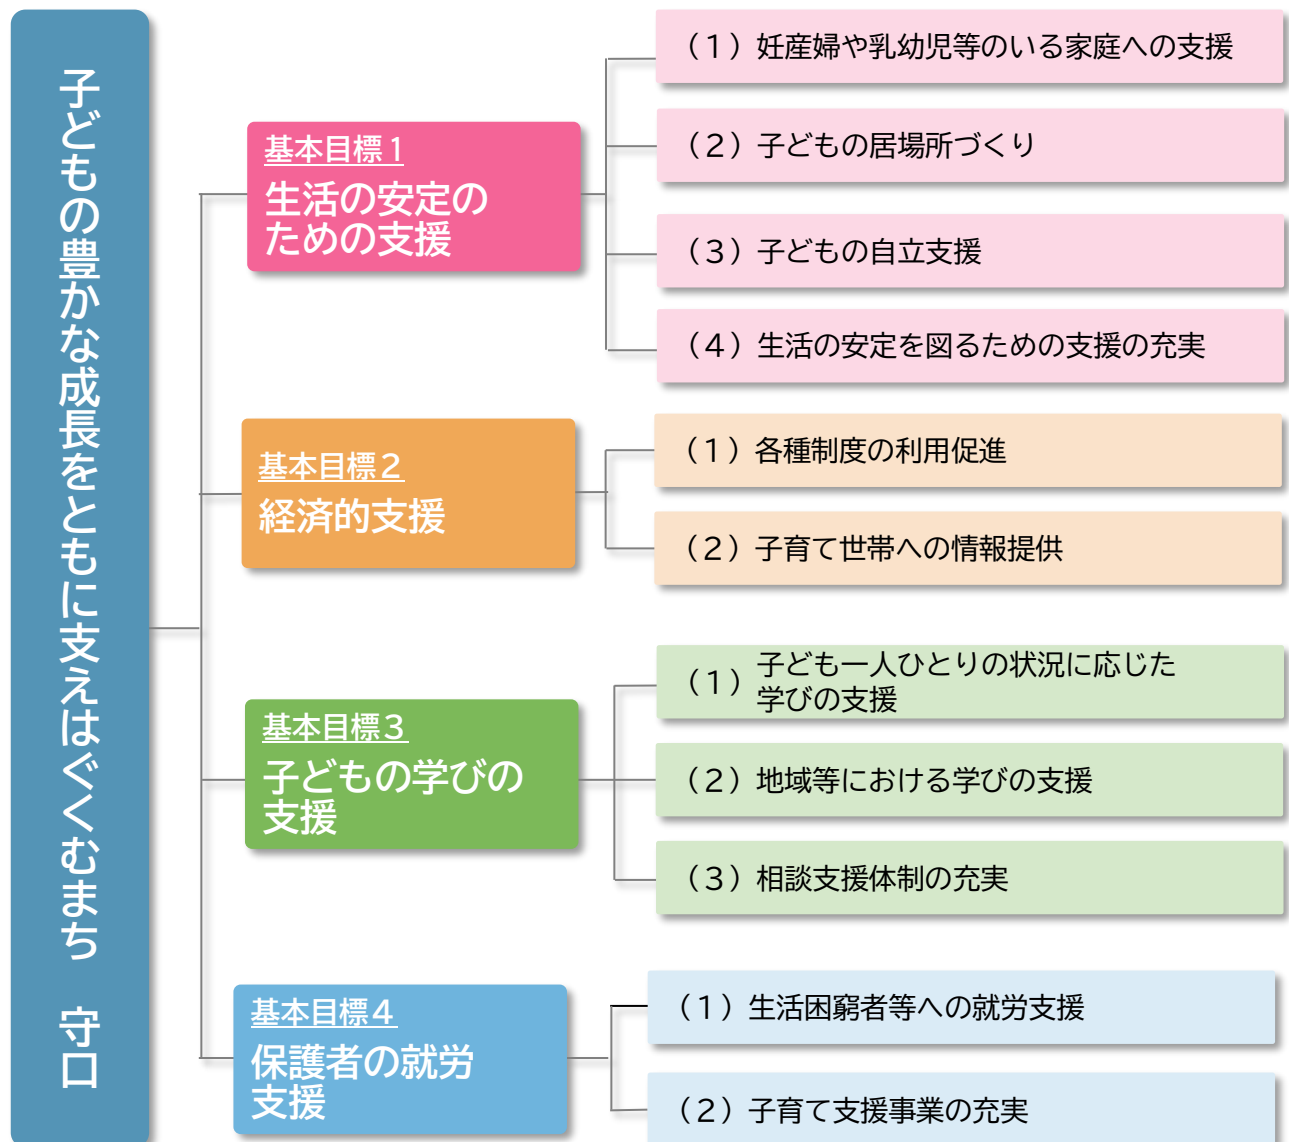 子どもの豊かな成長をともに支えはぐくむまち　守口
基本目標１
生活の安定の
ための支援
（１）妊産婦や乳幼児等のいる家庭への支援
（２）子どもの居場所づくり
（３）子どもの自立支援
（４）生活の安定を図るための支援の充実
基本目標２
経済的支援
（１）各種制度の利用促進
（２）子育て世帯への情報提供
基本目標３
子どもの学びの
支援
（１）子ども一人ひとりの状況に応じた
学びの支援
（２）地域等における学びの支援
（３）相談支援体制の充実
基本目標４
保護者の就労
支援
（１）生活困窮者等への就労支援
（２）子育て支援事業の充実